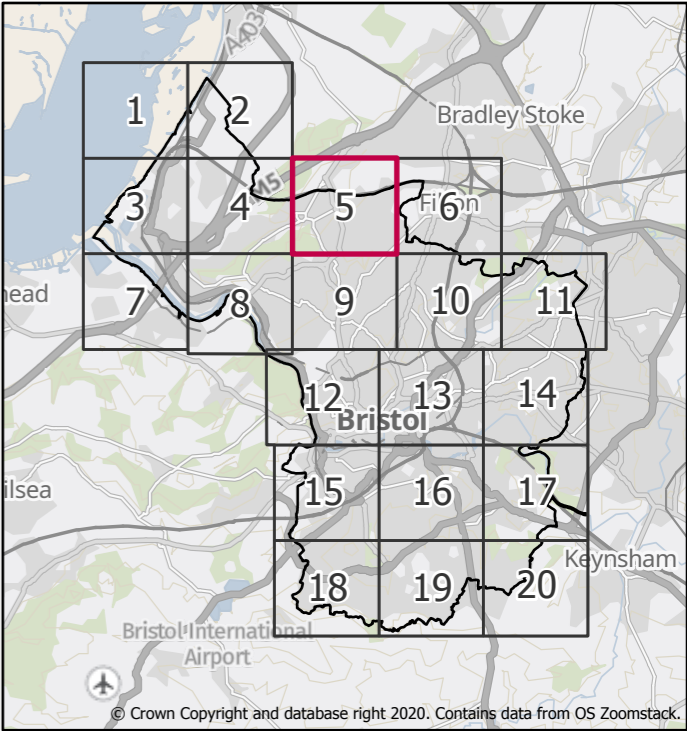 A403
1
2
Bradley Stoke
M5
3
4
5
Filton
6
head
7
8
9
10
11
12
13
14
Bristol
ilsea
15
16
17
Keynsham
18
19
20
Bristol International
Airport
© Crown Copyright and database right 2020. Contains data from OS Zoomstack.